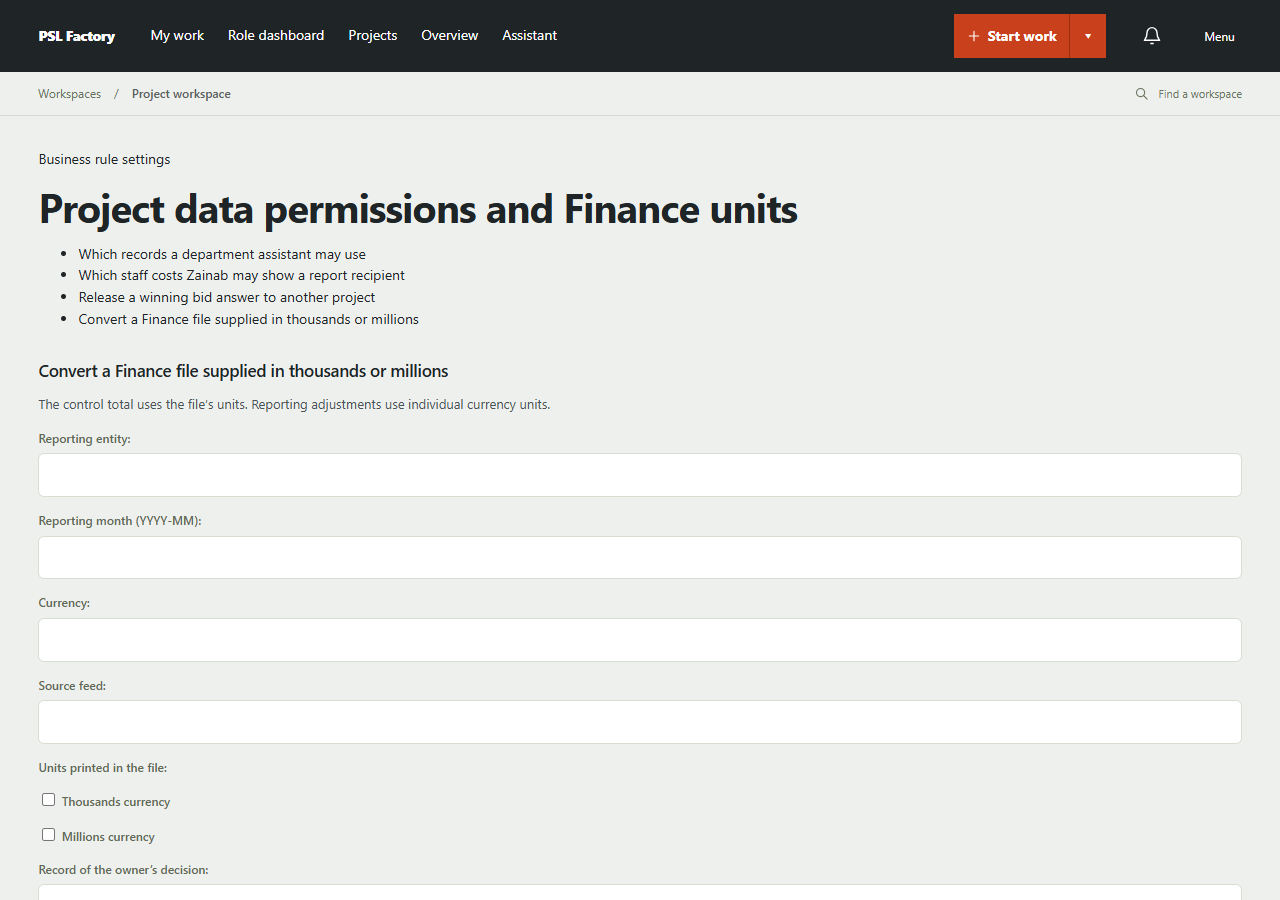 PSL Factory
My work
Role dashboard
Projects
Overview
Assistant
+ Start work
Menu
Workspaces / Project workspace
Find a workspace
Business rule settings
Project data permissions and Finance units
• Which records a department assistant may use
• Which staff costs Zainab may show a report recipient
• Release a winning bid answer to another project
• Convert a Finance file supplied in thousands or millions
Convert a Finance file supplied in thousands or millions
The control total uses the file’s units. Reporting adjustments use individual currency units.
Reporting entity:
Reporting month (YYYY-MM):
Currency:
Source feed:
Units printed in the file:
Thousands currency
Millions currency
Record of the owner’s decision: